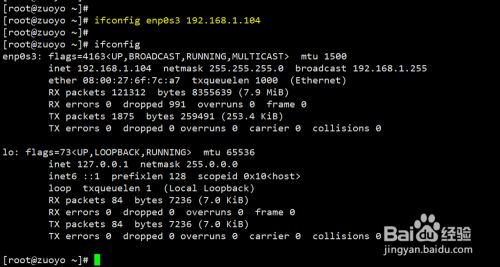 [root@zuoyo ~]#
[root@zuoyo ~]# ifconfig enp0s3 192.168.1.104
[root@zuoyo ~]#
[root@zuoyo ~]# ifconfig
enp0s3: flags=4163<UP,BROADCAST,RUNNING,MULTICAST>  mtu 1500
inet 192.168.1.104  netmask 255.255.255.0  broadcast 192.168.1.255
ether 08:00:27:6f:7c:a7  txqueuelen 1000  (Ethernet)
RX packets 121312  bytes 8355639 (7.9 MiB)
RX errors 0  dropped 991  overruns 0  frame 0
TX packets 1875  bytes 259491 (253.4 KiB)
TX errors 0  dropped 0 overruns 0  carrier 0  collisions 0
lo: flags=73<UP,LOOPBACK,RUNNING>  mtu 65536
inet 127.0.0.1  netmask 255.0.0.0
inet6 ::1  prefixlen 128  scopeid 0x10<host>
loop  txqueuelen 1  (Local Loopback)
RX packets 84  bytes 7236 (7.0 KiB)
RX errors 0  dropped 0  overruns 0  frame 0
TX packets 84  bytes 7236 (7.0 KiB)
TX errors 0  dropped 0 overruns 0  carrier 0  collisions 0
[root@zuoyo ~]#
Baidu 经验
jingyan.baidu.com